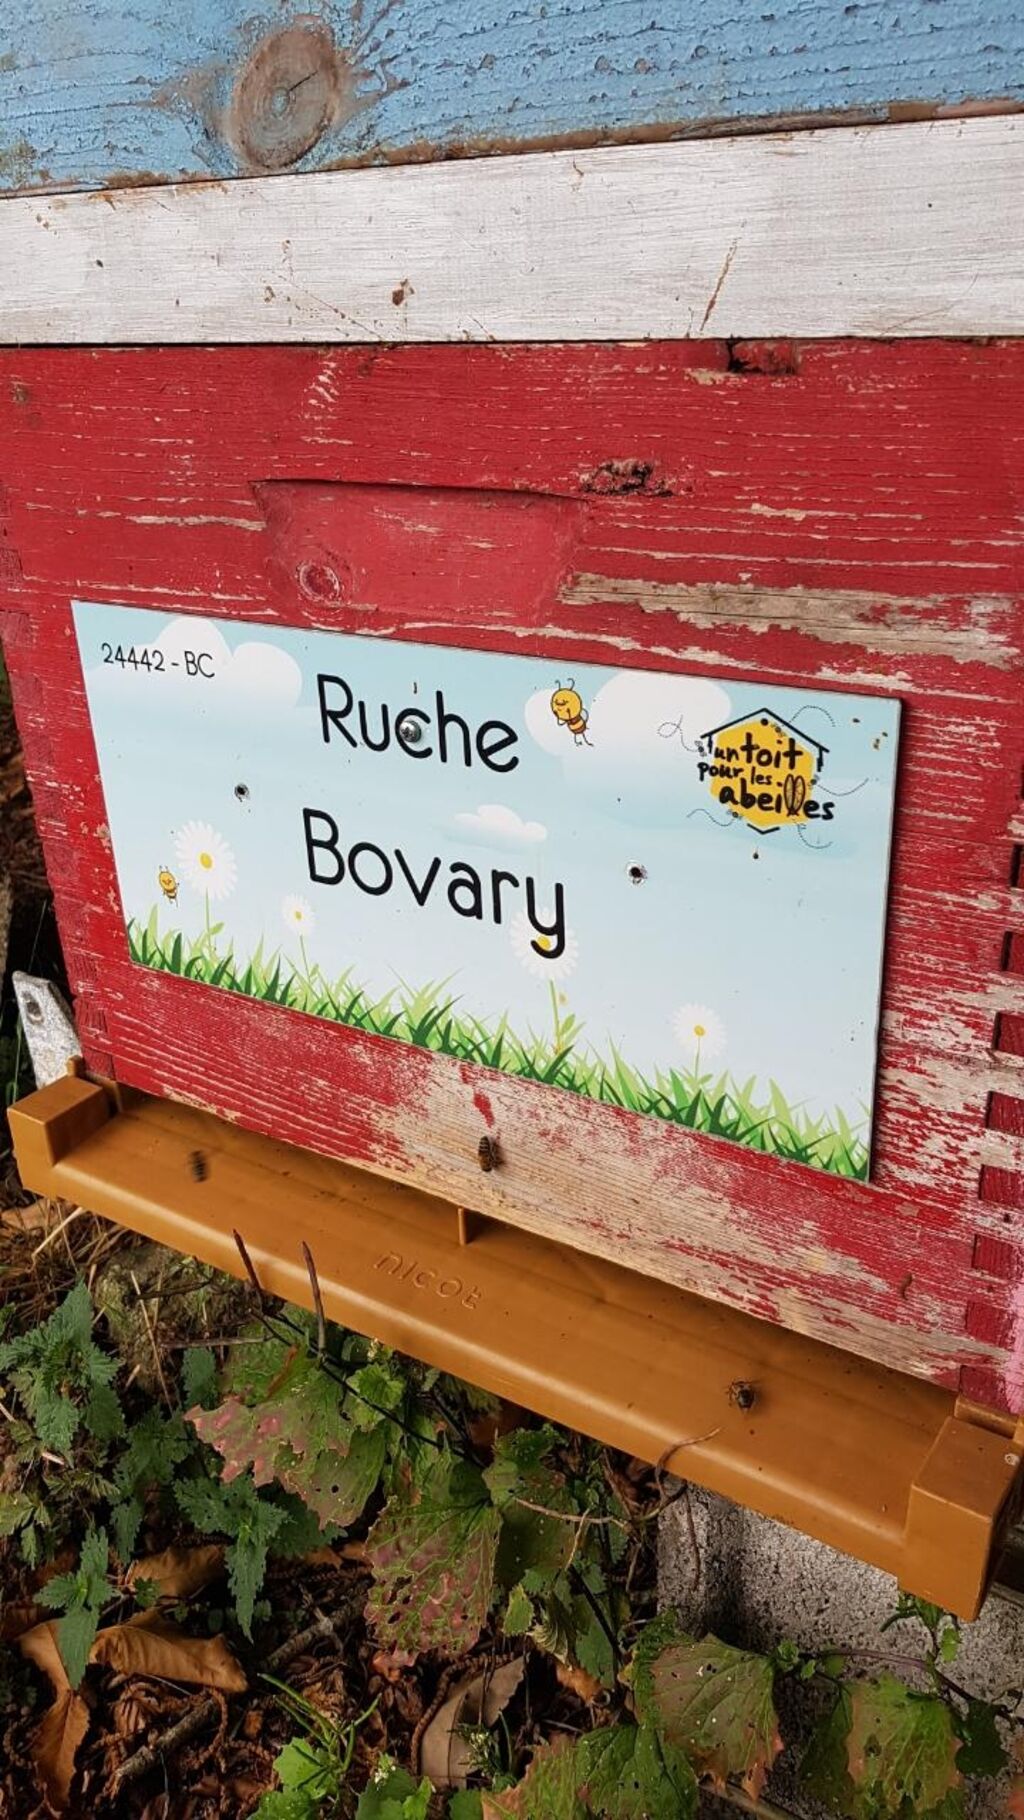 24442 - BC
Ruche
Bovary
un toit
pour les
abeilles
nicot